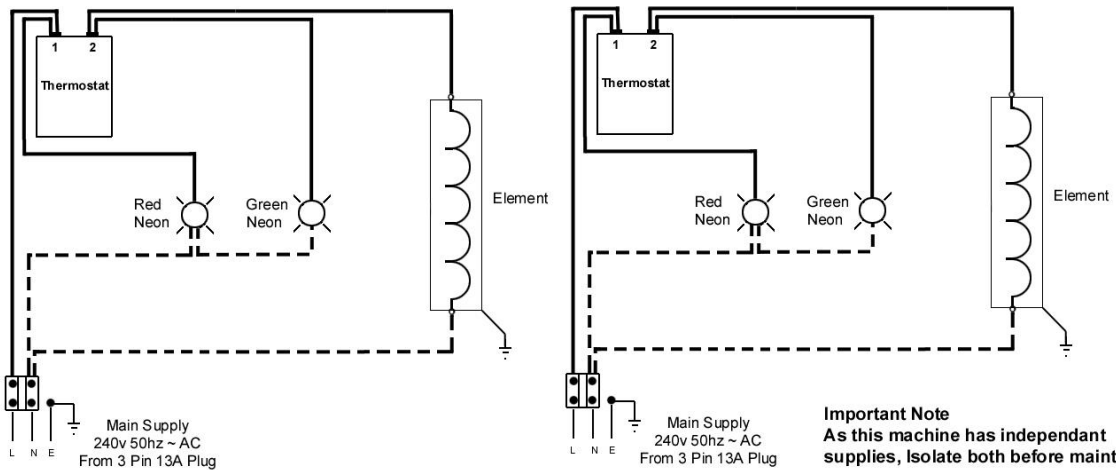 1 2
Thermostat
Red
Neon
Green
Neon
Element
L N E
Main Supply
240v 50hz ~ AC
From 3 Pin 13A Plug
1 2
Thermostat
Red
Neon
Green
Neon
Element
L N E
Main Supply
240v 50hz ~ AC
From 3 Pin 13A Plug
Important Note
As this machine has independant
supplies, Isolate both before maint